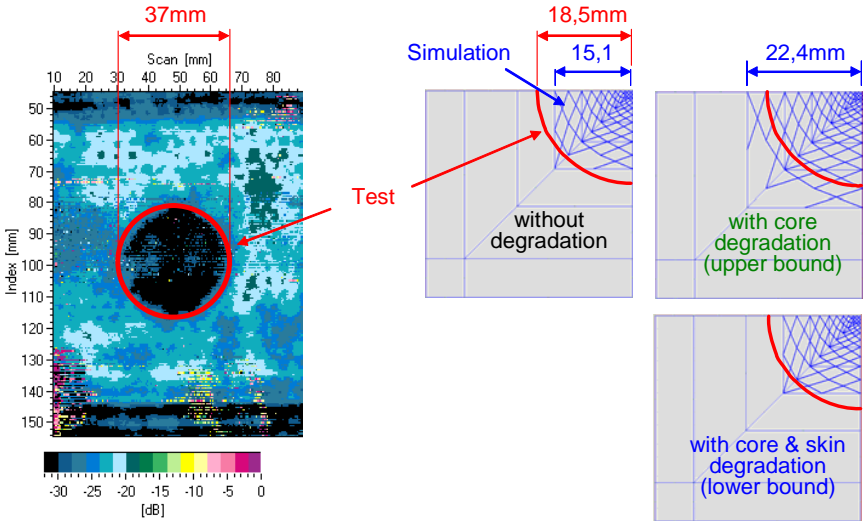 37mm
Scan [mm]
10 20 30 40 50 60 70 80
Index [mm]
50
60
70
80
90
100
110
120
130
140
150
-30 -25 -20 -15 -10 -5 0
[dB]
Test
18,5mm
Simulation
15,1
without
degradation
22,4mm
with core
degradation
(upper bound)
with core & skin
degradation
(lower bound)